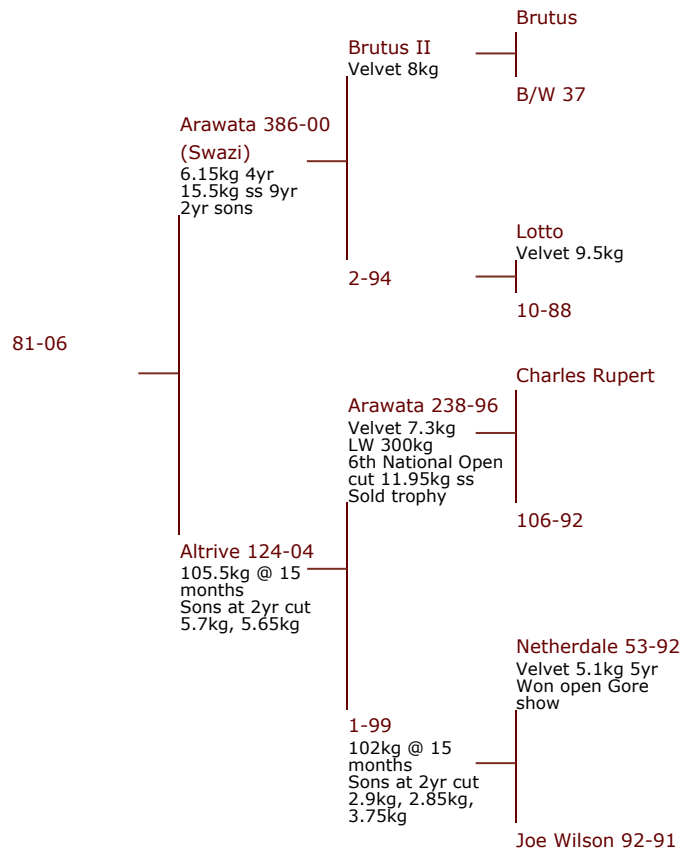 81-06
Arawata 386-00
(Swazi)
6.15kg 4yr
15.5kg ss 9yr
2yr sons
Altrive 124-04
105.5kg @ 15
months
Sons at 2yr cut
5.7kg, 5.65kg
Brutus II
Velvet 8kg
2-94
Arawata 238-96
Velvet 7.3kg
LW 300kg
6th National Open
cut 11.95kg ss
Sold trophy
1-99
102kg @ 15
months
Sons at 2yr cut
2.9kg, 2.85kg,
3.75kg
Brutus
B/W 37
Lotto
Velvet 9.5kg
10-88
Charles Rupert
106-92
Netherdale 53-92
Velvet 5.1kg 5yr
Won open Gore
show
Joe Wilson 92-91